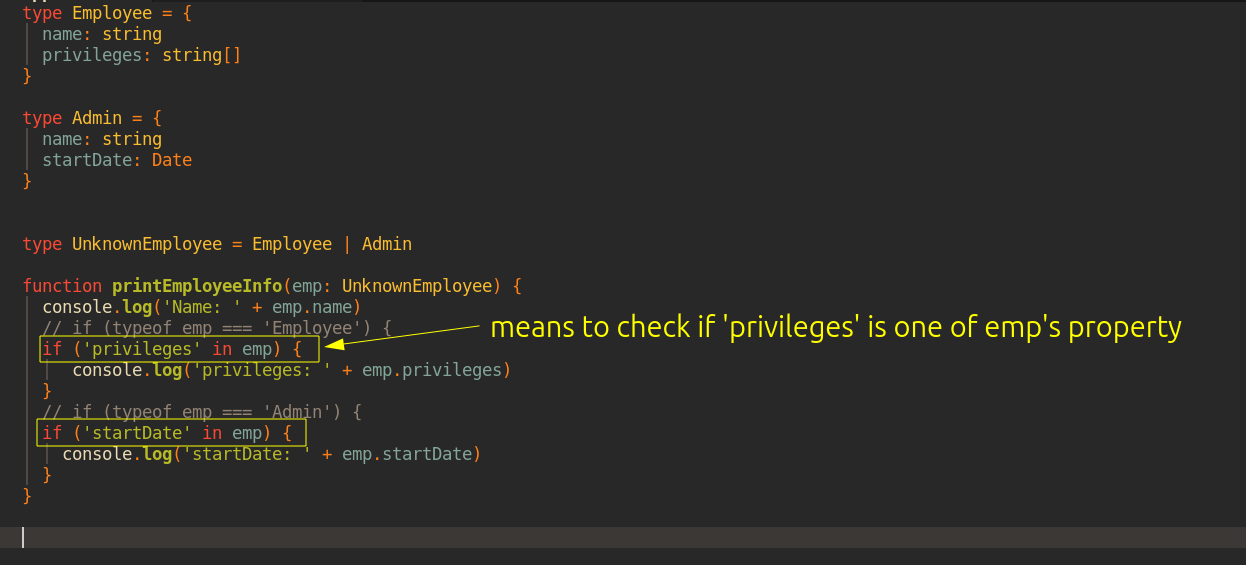 type Employee = {
name: string
privileges: string[]
}
type Admin = {
name: string
startDate: Date
}
type UnknownEmployee = Employee | Admin
function printEmployeeInfo(emp: UnknownEmployee) {
console.log('Name: ' + emp.name)
// if (typeof emp === 'Employee') {
means to check if 'privileges' is one of emp's property
if ('privileges' in emp) {
console.log('privileges: ' + emp.privileges)
}
// if (typeof emp === 'Admin') {
if ('startDate' in emp) {
console.log('startDate: ' + emp.startDate)
}
}